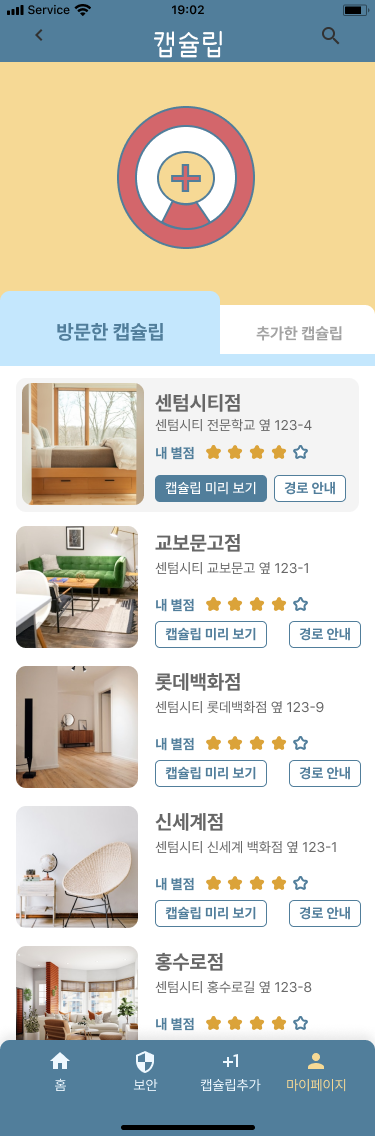 Service 19:02
캡슐립
방문한 캡슐립 추가한 캡슐립
센텀시티점
센텀시티 전문학교 옆 123-4
내 별점
캡슐립 미리 보기 경로 안내
교보문고점
센텀시티 교보문고 옆 123-1
내 별점
캡슐립 미리 보기 경로 안내
롯데백화점
센텀시티 롯데백화점 옆 123-9
내 별점
캡슐립 미리 보기 경로 안내
신세계점
센텀시티 신세계 백화점 옆 123-1
내 별점
캡슐립 미리 보기 경로 안내
홍수로점
센텀시티 홍수로길 옆 123-8
내 별점
+1
홈 보안 캡슐립추가 마이페이지